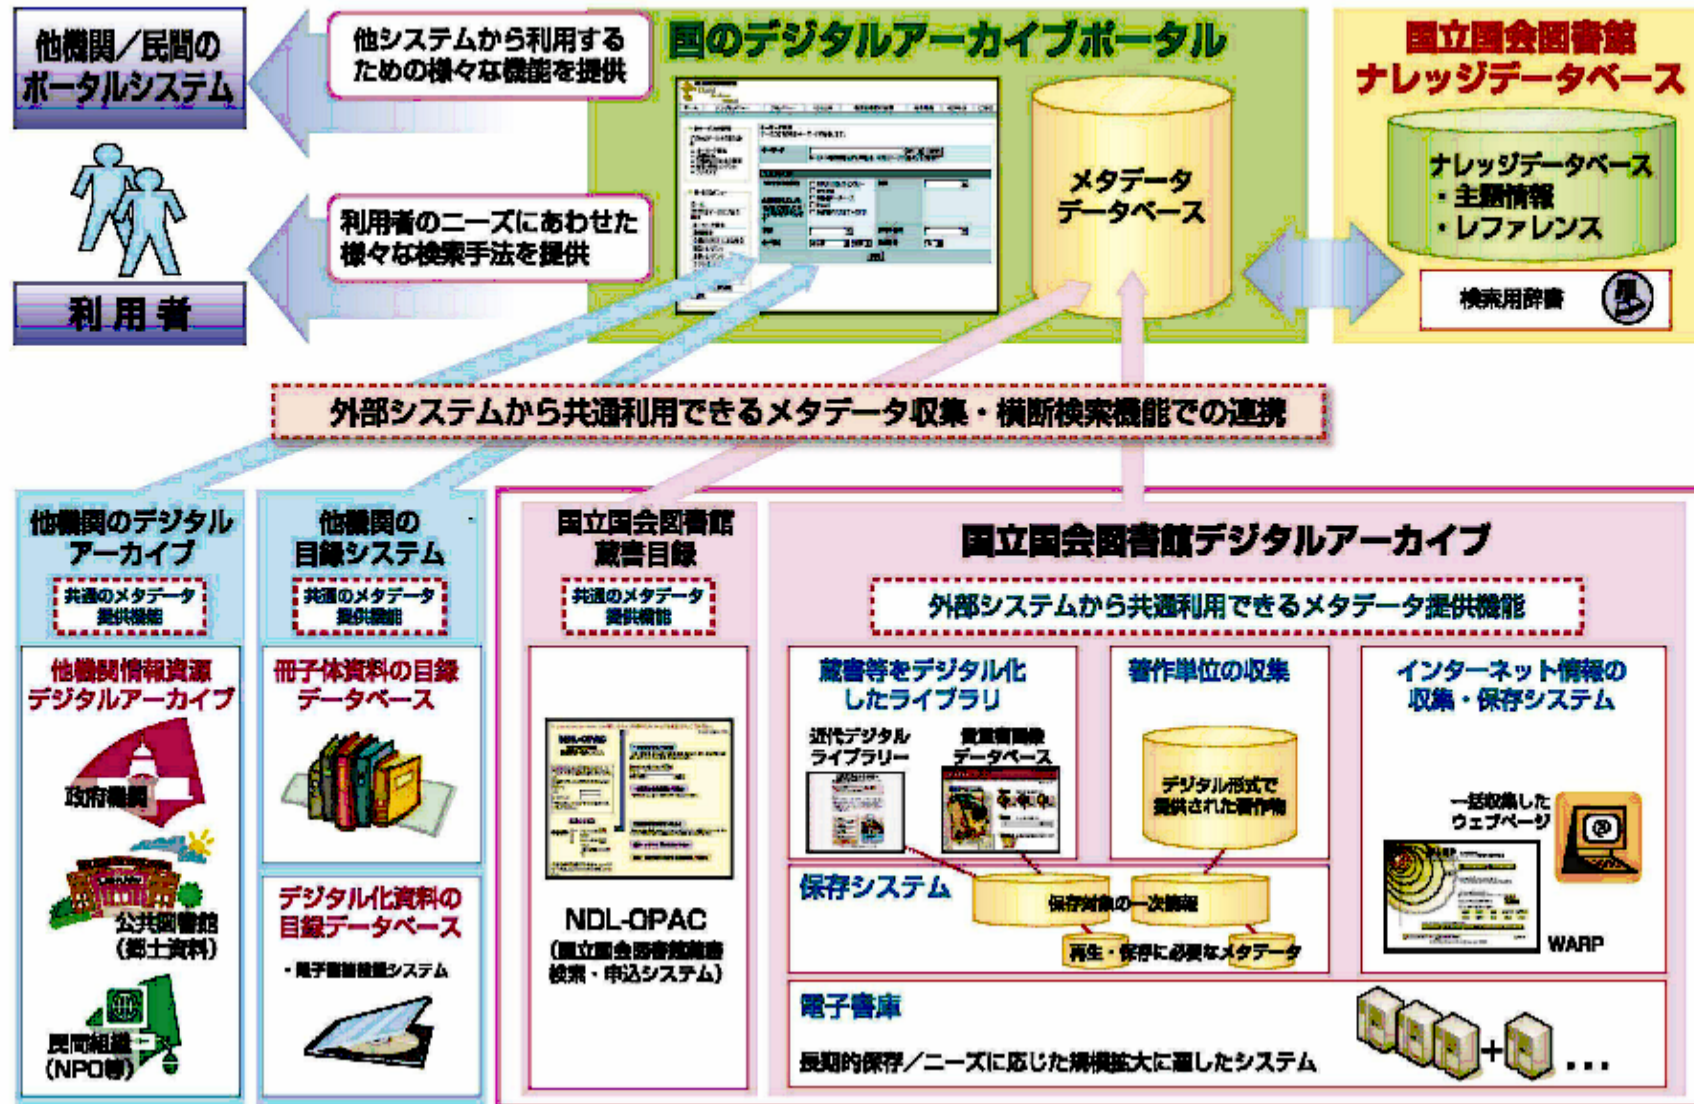 他機関／民間の
ポータルシステム
利用者
他システムから利用する
ための様々な機能を提供
利用者のニーズにあわせた
様々な検索手法を提供
国のデジタルアーカイブポータル
メタデータ
データベース
国立国会図書館
ナレッジデータベース
ナレッジデータベース
・主題情報
・レファレンス
検索用辞書
外部システムから共通利用できるメタデータ収集・横断検索機能での連携
他機関のデジタル
アーカイブ
共通のメタデータ
提供機能
他機関情報資源
デジタルアーカイブ
政府機関
公共図書館
（郷土資料）
民間組織
（NPO等）
他機関の
目録システム
共通のメタデータ
提供機能
冊子体資料の目録
データベース
デジタル化資料の
目録データベース
国立国会図書館
蔵書目録
共通のメタデータ
提供機能
NDL-OPAC
NDL-OPAC
（国立国会図書館蔵書
検索・申込システム）
国立国会図書館デジタルアーカイブ
外部システムから共通利用できるメタデータ提供機能
蔵書等をデジタル化
したライブラリ
近代デジタル
ライブラリー
貴重書画像
データベース
著作単位の収集
デジタル形式で
提供された著作物
インターネット情報の
収集・保存システム
一括収集した
ウェブページ
WARP
WARP
保存システム
保存対象の一次情報
再生・保存に必要なメタデータ
電子書庫
長期的保存／ニーズに応じた規模拡大に適したシステム
+ ...